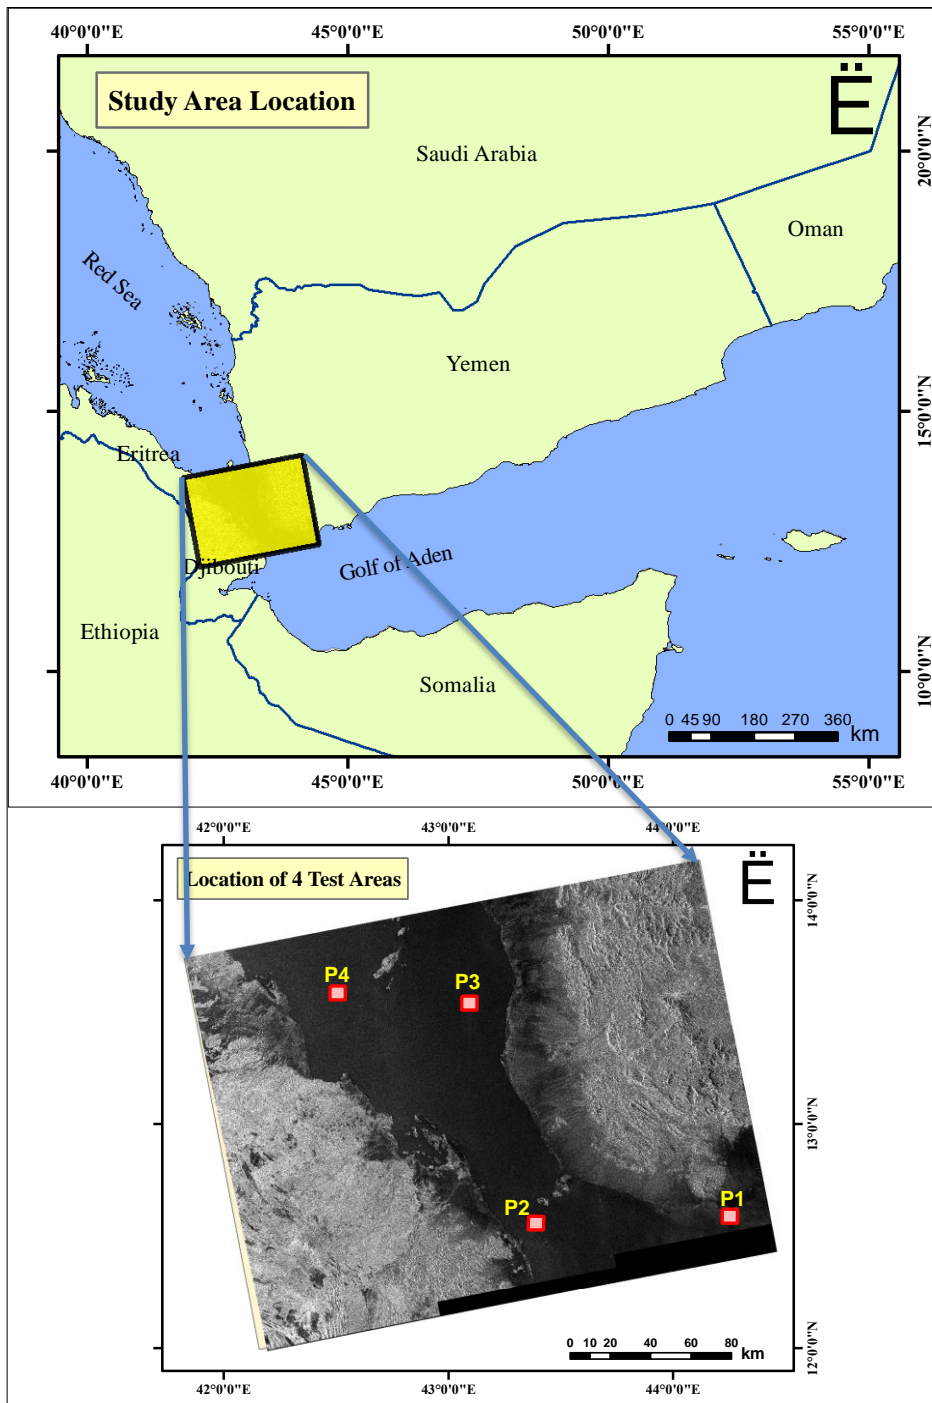 40°0'0"E 45°0'0"E 50°0'0"E 55°0'0"E
Study Area Location
Ë
20°0'0"N
Saudi Arabia
Oman
Red Sea
Yemen
15°0'0"N
Eritrea
Golf of Aden
Djibouti
Ethiopia
Somalia
10°0'0"N
0 45 90 180 270 360
km
40°0'0"E 45°0'0"E 50°0'0"E 55°0'0"E
42°0'0"E 43°0'0"E 44°0'0"E
Location of 4 Test Areas
Ë
14°0'0"N
P4
P3
13°0'0"N
P1
P2
0 10 20 40 60 80
km
12°0'0"N
42°0'0"E 43°0'0"E 44°0'0"E